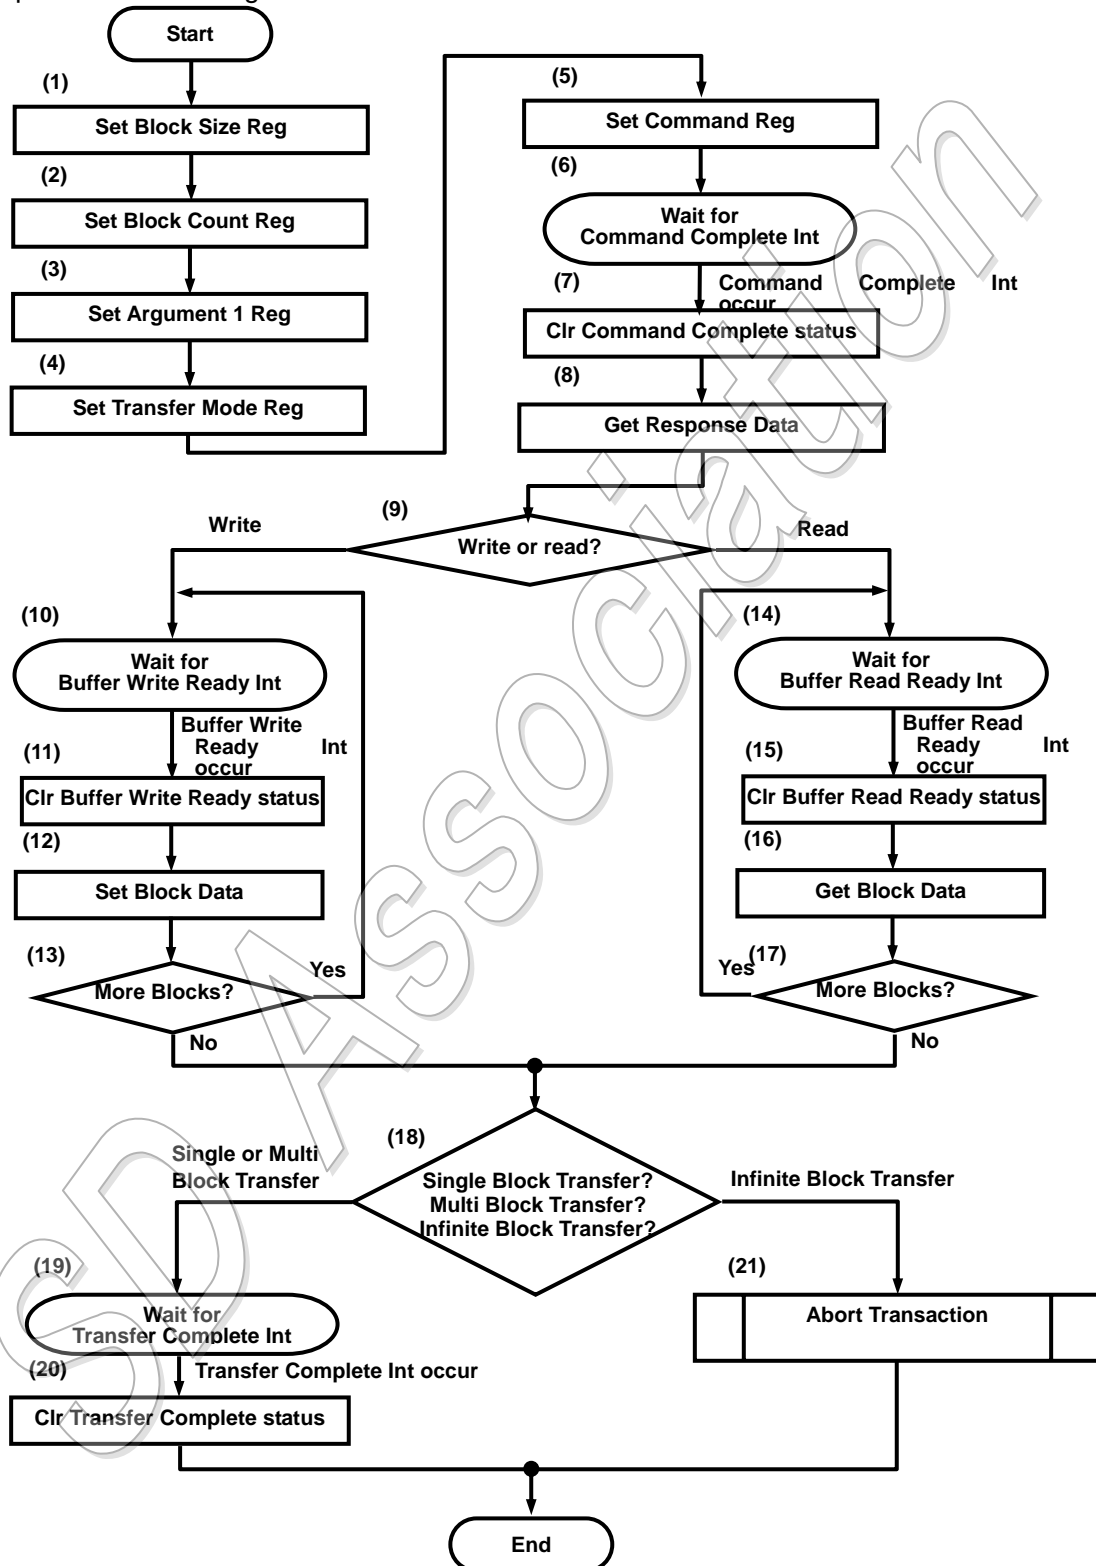 Start
(1)
Set Block Size Reg
(2)
Set Block Count Reg
(3)
Set Argument 1 Reg
(4)
Set Transfer Mode Reg
(5)
Set Command Reg
(6)
Wait for
Command Complete Int
(7)
Command Complete Int
occur
Clr Command Complete status
(8)
Get Response Data
(9)
Write or read?
Write
Read
(10)
Wait for
Buffer Write Ready Int
Buffer Write
Ready Int
occur
(11)
Clr Buffer Write Ready status
(12)
Set Block Data
(13)
More Blocks?
Yes
No
(14)
Wait for
Buffer Read Ready Int
Buffer Read
Ready Int
occur
(15)
Clr Buffer Read Ready status
(16)
Get Block Data
(17)
More Blocks?
Yes
No
(18)
Single Block Transfer?
Multi Block Transfer?
Infinite Block Transfer?
Single or Multi
Block Transfer
Infinite Block Transfer
(19)
Wait for
Transfer Complete Int
(20)
Transfer Complete Int occur
Clr Transfer Complete status
(21)
Abort Transaction
End
SD Association